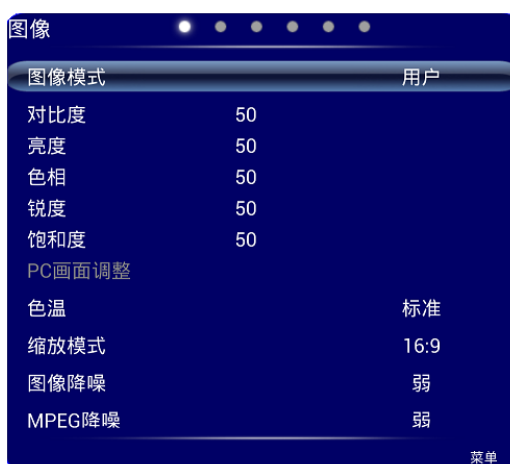 图像
图像模式 用户
对比度 50
亮度 50
色相 50
锐度 50
饱和度 50
PC画面调整
色温 标准
缩放模式 16:9
图像降噪 弱
MPEG降噪 弱
菜单